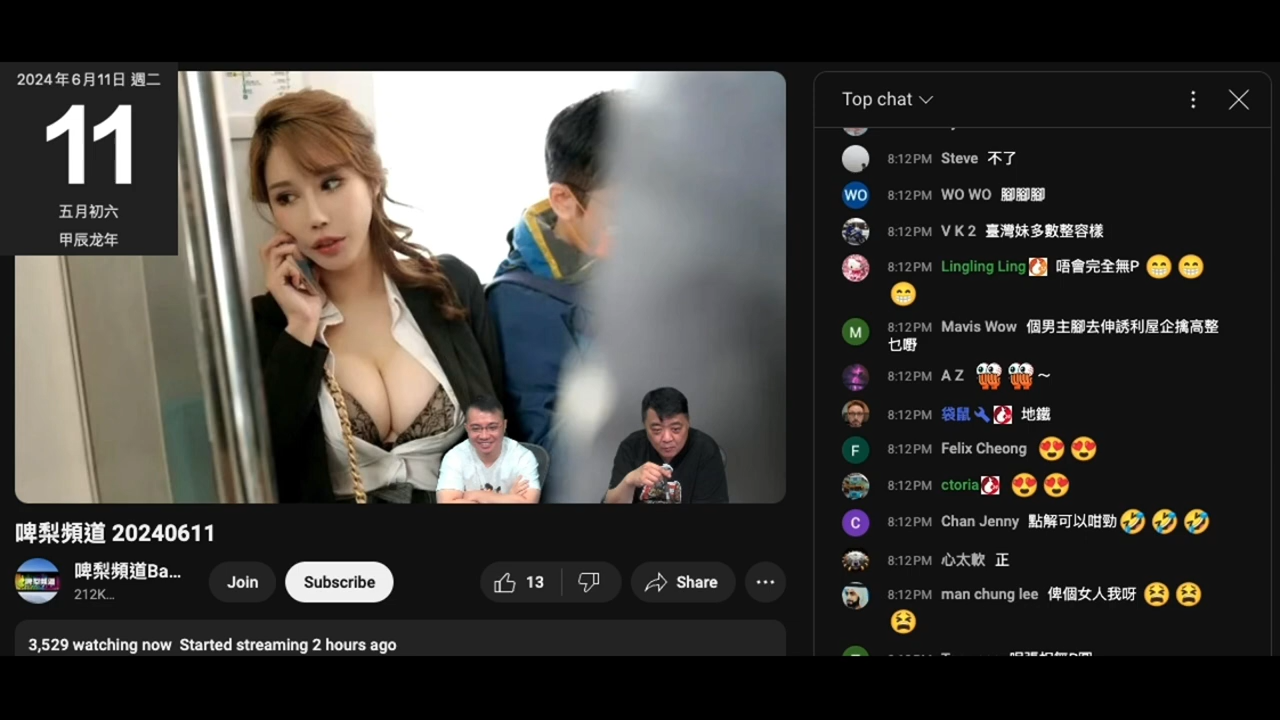 2024年6月11日 週二
11
五月初六
甲辰龙年
啤梨頻道 20240611
啤梨頻道Ba...
212K...
Join
Subscribe
13
Share
3,529 watching now Started streaming 2 hours ago
Top chat
8:12PM Steve 不了
WO 8:12PM WO WO 腳腳腳
8:12PM V K 2 臺灣妹多數整容樣
8:12PM Lingling Ling 唔會完全無P 😁 😁
😁
M 8:12PM Mavis Wow 個男主腳去伸誘利屋企擒高整
乜嘢
8:12PM A Z ～
8:12PM 袋鼠 地鐵
F 8:12PM Felix Cheong 😍 😍
8:12PM ctoria 😍 😍
C 8:12PM Chan Jenny 點解可以咁勁 🤣 🤣 🤣
8:12PM 心太軟 正
8:12PM man chung lee 俾個女人我呀 😫 😫
😫